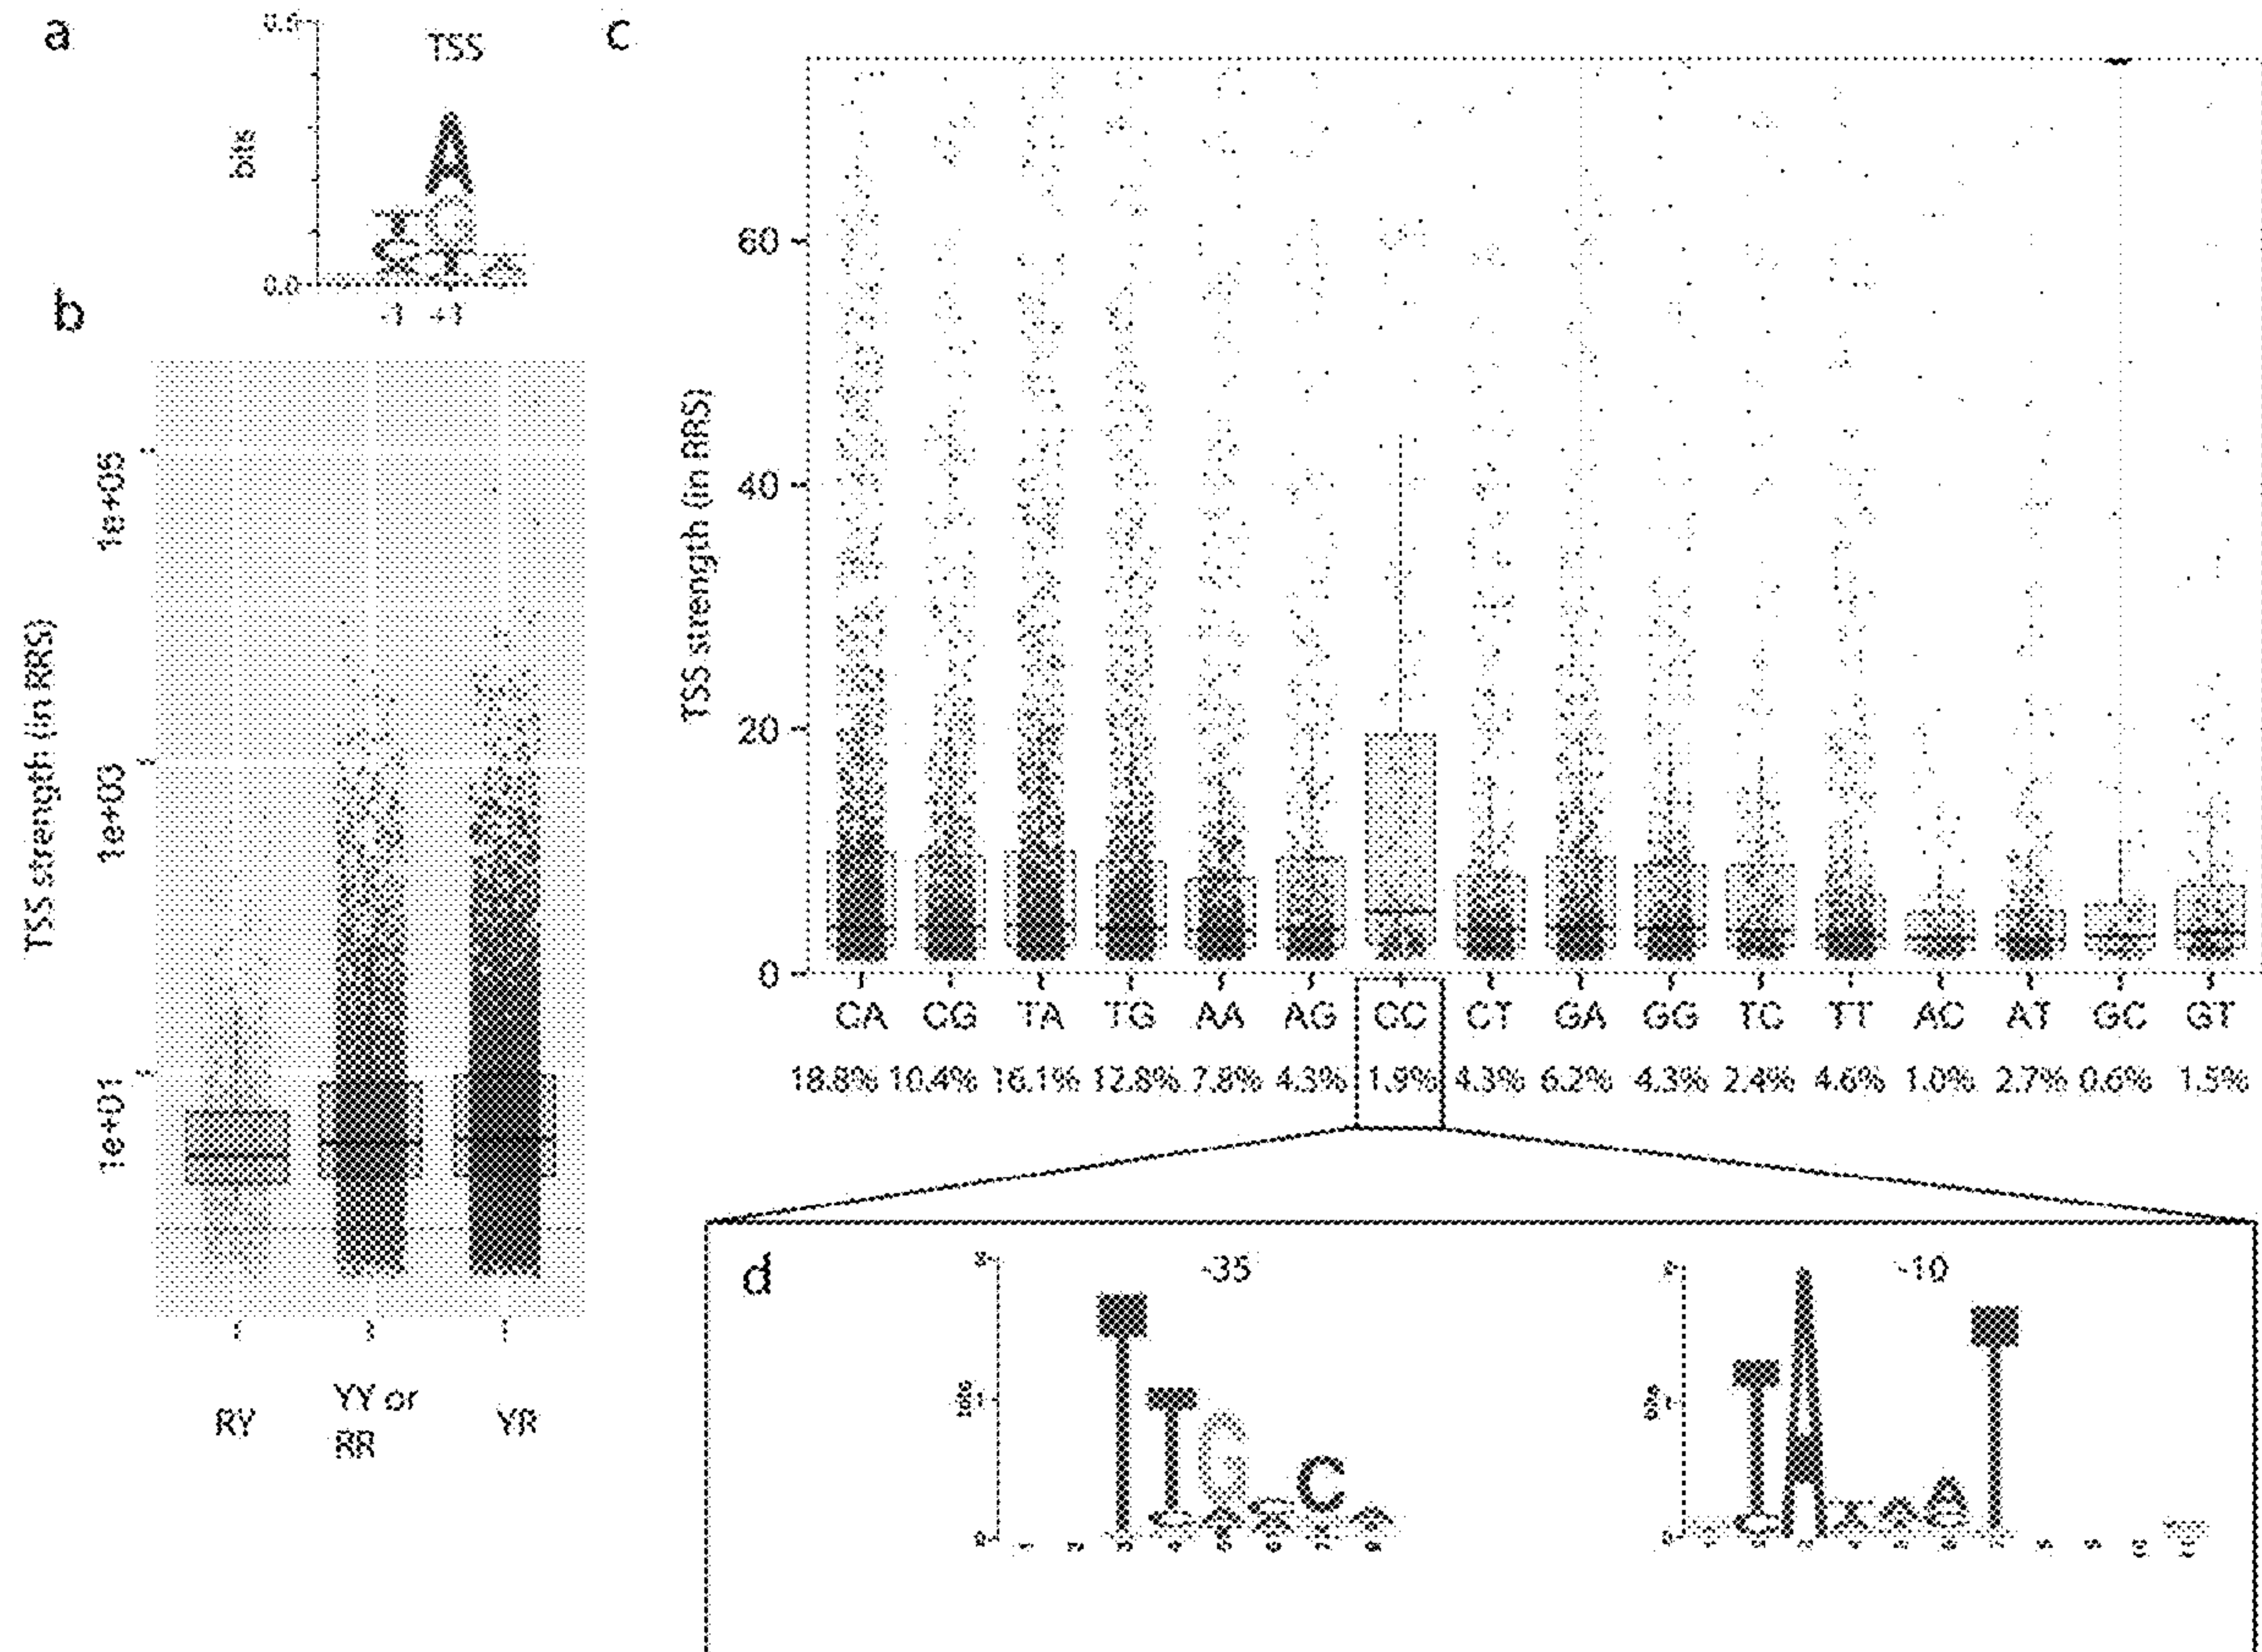 a
TSS
bits
0.0
-1 +1
b
TSS strength (in RRS)
1e+05
1e+03
1e+01
RY
YY or
RR
YR
c
TSS strength (in RRS)
60
40
20
0
CA CG TA TG AA AG CC CT GA GG TC TT AC AT GC GT
18.8% 10.4% 16.1% 12.8% 7.8% 4.3% 1.9% 4.3% 6.2% 4.3% 2.4% 4.6% 1.0% 2.7% 0.6% 1.5%
d
-35
-10